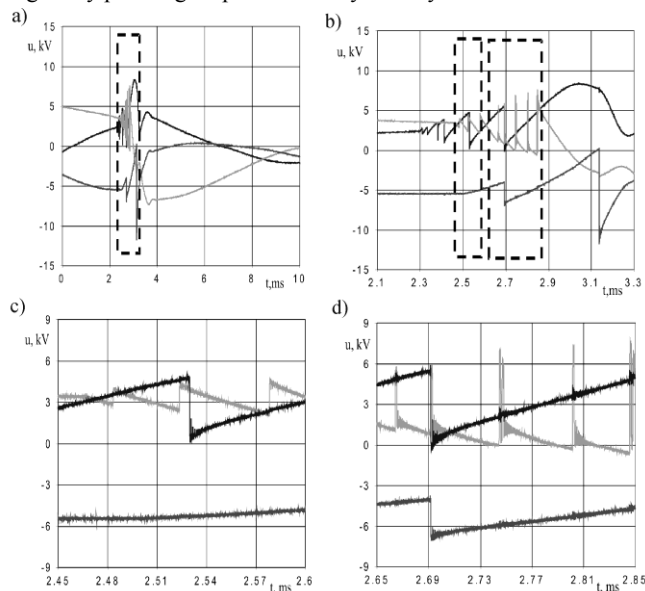 a)
u, kV
15
10
5
0
-5
-10
-15
0 2 4 6 8 10
t,ms
b)
u, kV
15
10
5
0
-5
-10
-15
2.1 2.3 2.5 2.7 2.9 3.1 3.3
t,ms
c)
u, kV
9
6
3
0
-3
-6
-9
2.45 2.48 2.51 2.54 2.57 2.6
t, ms
d)
u, kV
9
6
3
0
-3
-6
-9
2.65 2.69 2.73 2.77 2.81 2.85
t, ms